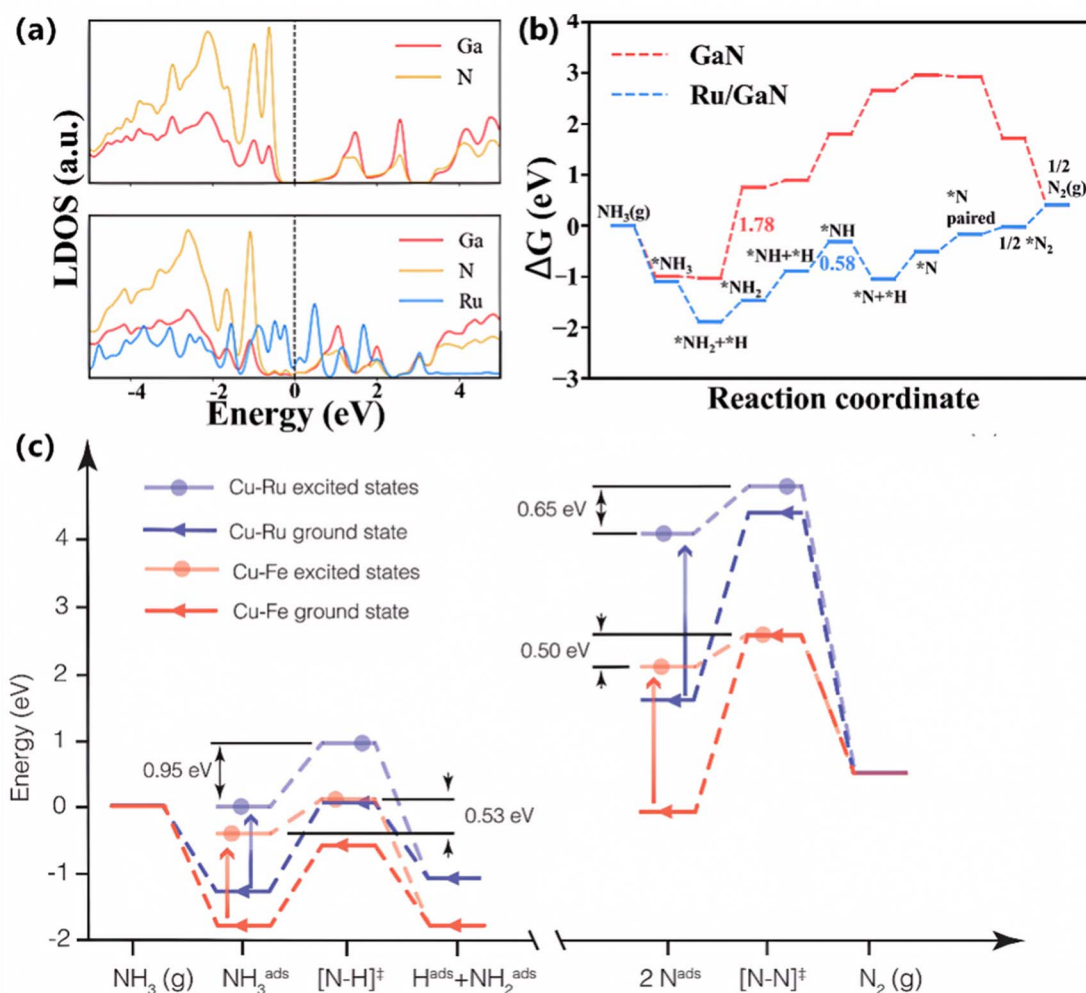 (a)
Ga
N
Ga
N
Ru
LDOS (a.u.)
-4
-2
0
2
4
Energy (eV)
(b)
GaN
Ru/GaN
ΔG (eV)
4
3
2
1
0
−1
−2
−3
NH₃(g)
*NH₃
1.78
*NH₂+*H
*NH₂
*NH+*H
*NH
0.58
*N+*H
*N
*N
paired
1/2 *N₂
1/2
N₂(g)
Reaction coordinate
(c)
Cu-Ru excited states
Cu-Ru ground state
Cu-Fe excited states
Cu-Fe ground state
Energy (eV)
4
3
2
1
0
-1
-2
0.95 eV
0.53 eV
0.65 eV
0.50 eV
NH₃ (g)
NH₃ᵃᵈˢ
[N-H]‡
Hᵃᵈˢ+NH₂ᵃᵈˢ
2 Nᵃᵈˢ
[N-N]‡
N₂ (g)